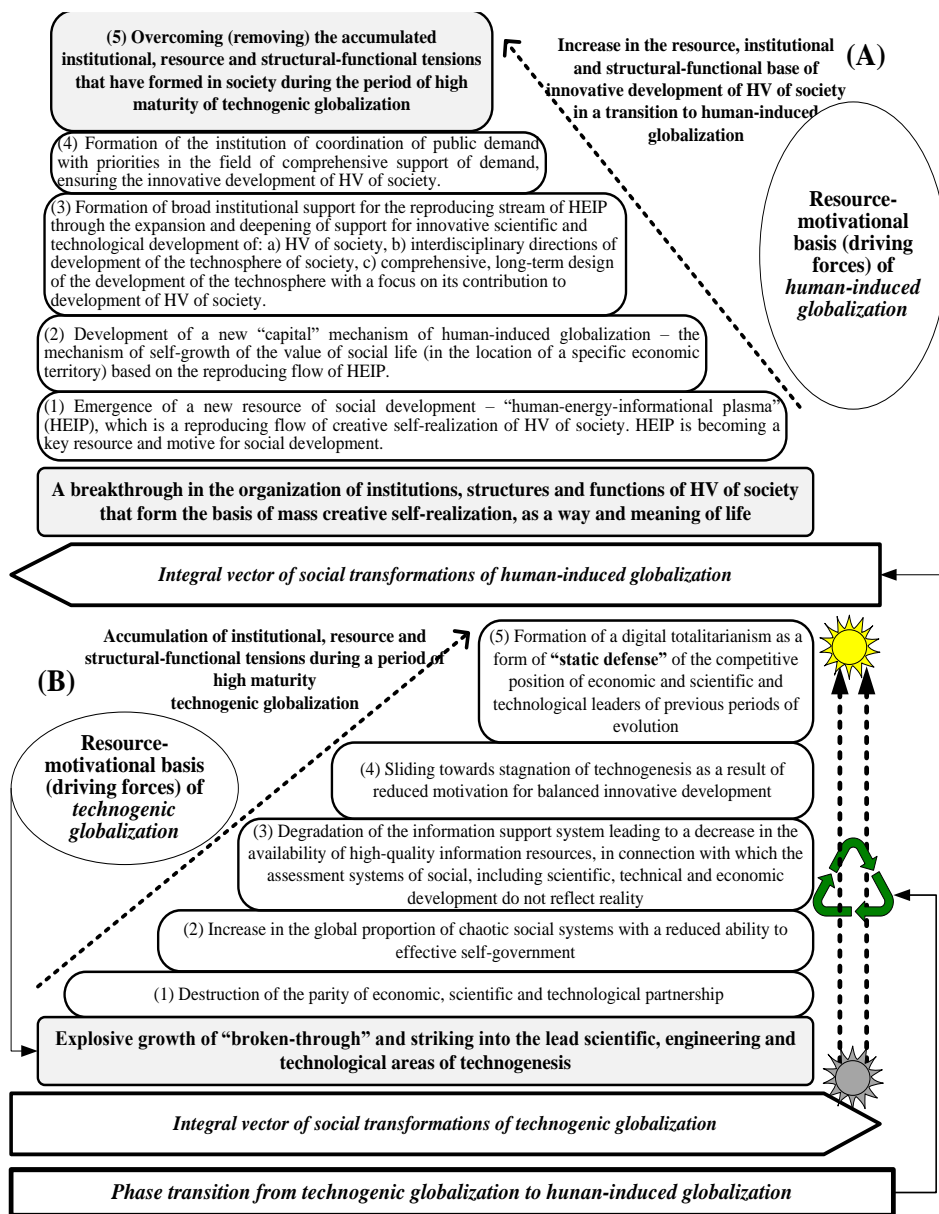 (5) Overcoming (removing) the accumulated
institutional, resource and structural-functional tensions
that have formed in society during the period of high
maturity of technogenic globalization
Increase in the resource, institutional
and structural-functional base of
innovative development of HV of society
in a transition to human-induced
globalization
(A)
(4) Formation of the institution of coordination of public demand
with priorities in the field of comprehensive support of demand,
ensuring the innovative development of HV of society.
(3) Formation of broad institutional support for the reproducing stream of HEIP
through the expansion and deepening of support for innovative scientific and
technological development of: a) HV of society, b) interdisciplinary directions of
development of the technosphere of society, c) comprehensive, long-term design
of the development of the technosphere with a focus on its contribution to
development of HV of society.
Resource-
motivational
basis (driving
forces) of
human-induced
globalization
(2) Development of a new “capital” mechanism of human-induced globalization – the
mechanism of self-growth of the value of social life (in the location of a specific economic
territory) based on the reproducing flow of HEIP.
(1) Emergence of a new resource of social development – “human-energy-informational plasma”
(HEIP), which is a reproducing flow of creative self-realization of HV of society. HEIP is becoming a
key resource and motive for social development.
A breakthrough in the organization of institutions, structures and functions of HV of society
that form the basis of mass creative self-realization, as a way and meaning of life
Integral vector of social transformations of human-induced globalization
Accumulation of institutional, resource and
structural-functional tensions during a period of
high maturity
technogenic globalization
(B)
Resource-
motivational basis
(driving forces) of
technogenic
globalization
(5) Formation of a digital totalitarianism as a
form of “static defense” of the competitive
position of economic and scientific and
technological leaders of previous periods of
evolution
(4) Sliding towards stagnation of technogenesis as a result of
reduced motivation for balanced innovative development
(3) Degradation of the information support system leading to a decrease in the
availability of high-quality information resources, in connection with which the
assessment systems of social, including scientific, technical and economic
development do not reflect reality
(2) Increase in the global proportion of chaotic social systems with a reduced ability to
effective self-government
(1) Destruction of the parity of economic, scientific and technological partnership
Explosive growth of “broken-through” and striking into the lead scientific, engineering and
technological areas of technogenesis
Integral vector of social transformations of technogenic globalization
Phase transition from technogenic globalization to hunan-induced globalization